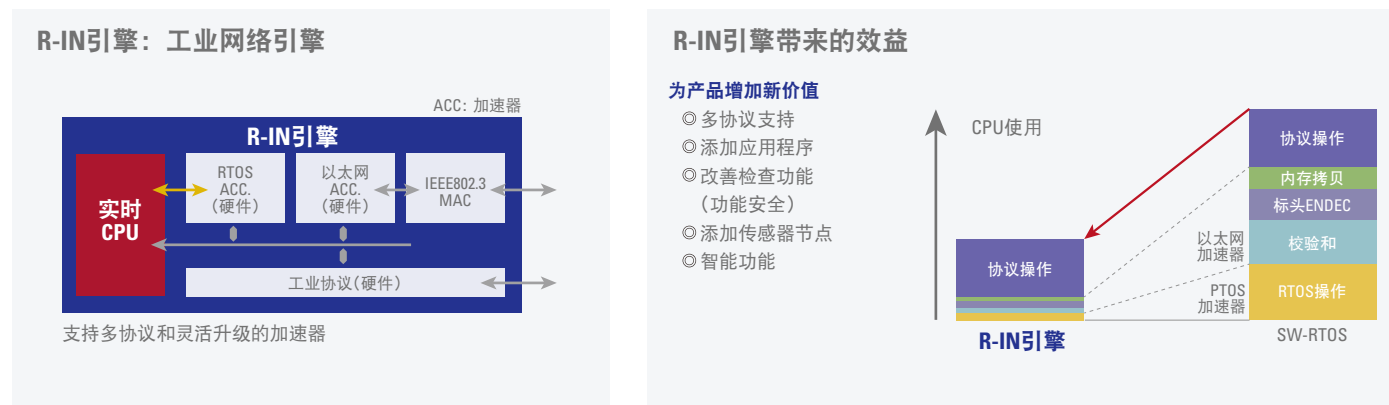 R-IN引擎：工业网络引擎
ACC: 加速器
R-IN引擎
实时
CPU
RTOS
ACC.
（硬件）
以太网
ACC.
（硬件）
IEEE802.3
MAC
工业协议(硬件)
支持多协议和灵活升级的加速器
R-IN引擎带来的效益
为产品增加新价值
◎多协议支持
◎添加应用程序
◎改善检查功能
（功能安全）
◎添加传感器节点
◎智能功能
CPU使用
协议操作
R-IN引擎
以太网
加速器
PTOS
加速器
协议操作
内存拷贝
标头ENDEC
校验和
RTOS操作
SW-RTOS